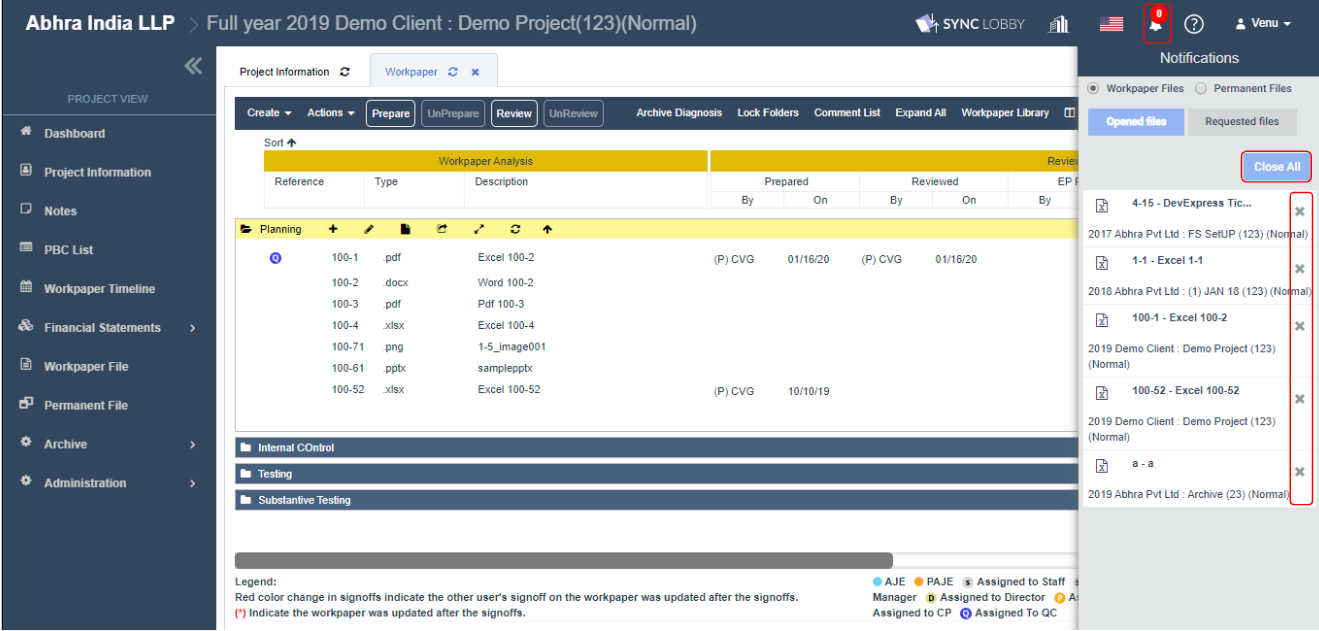 Abhra India LLP > Full year 2019 Demo Client : Demo Project(123)(Normal)
SYNC LOBBY
0
Venu
PROJECT VIEW
Dashboard
Project Information
Notes
PBC List
Workpaper Timeline
Financial Statements
Workpaper File
Permanent File
Archive
Administration
Project Information
Workpaper
Create Actions Prepare UnPrepare Review UnReview Archive Diagnosis Lock Folders Comment List Expand All Workpaper Library
Sort
Workpaper Analysis
Reference Type Description Prepared Reviewed
By On By On By
Planning
Q 100-1 .pdf Excel 100-2 (P) CVG 01/16/20 (P) CVG 01/16/20
100-2 .docx Word 100-2
100-3 .pdf Pdf 100-3
100-4 .xlsx Excel 100-4
100-71 .png 1-5_image001
100-61 .pptx samplepptx
100-52 .xlsx Excel 100-52 (P) CVG 10/10/19
Internal COntrol
Testing
Substantive Testing
Legend:
Red color change in signoffs indicate the other user's signoff on the workpaper was updated after the signoffs.
(*) Indicate the workpaper was updated after the signoffs.
AJE PAJE S Assigned to Staff
Manager D Assigned to Director
Assigned to CP Q Assigned To QC
Notifications
Workpaper Files Permanent Files
Opened files Requested files
Close All
4-15 - DevExpress Tic...
2017 Abhra Pvt Ltd : FS SetUP (123) (Normal)
1-1 - Excel 1-1
2018 Abhra Pvt Ltd : (1) JAN 18 (123) (Normal)
100-1 - Excel 100-2
2019 Demo Client : Demo Project (123)
(Normal)
100-52 - Excel 100-52
2019 Demo Client : Demo Project (123)
(Normal)
a - a
2019 Abhra Pvt Ltd : Archive (23) (Normal)